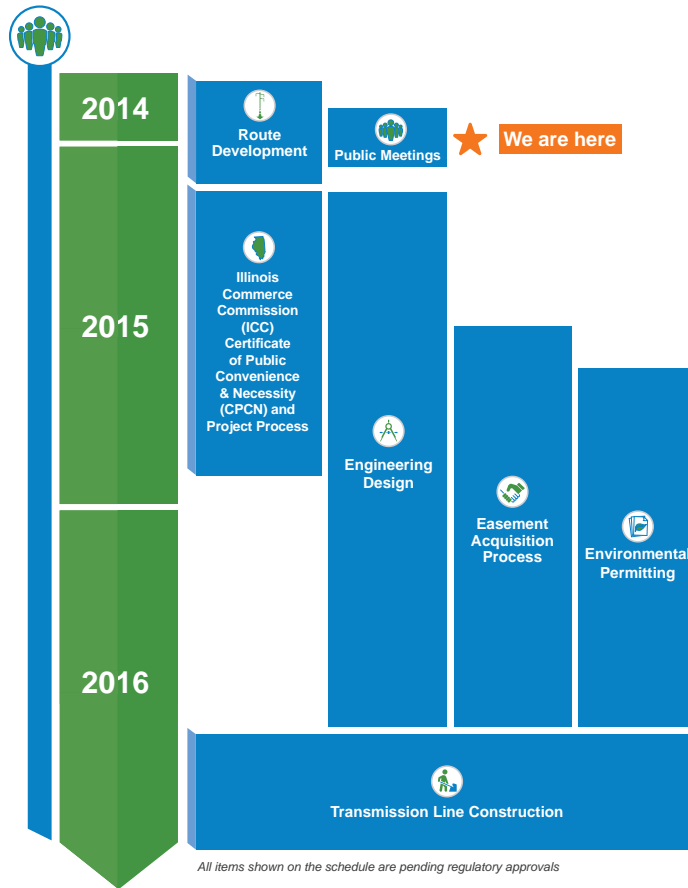 2014
Route
Development
Public Meetings
We are here
2015
Illinois
Commerce
Commission
(ICC)
Certificate
of Public
Convenience
& Necessity
(CPCN) and
Project Process
Engineering
Design
Easement
Acquisition
Process
Environmental
Permitting
2016
Transmission Line Construction
All items shown on the schedule are pending regulatory approvals